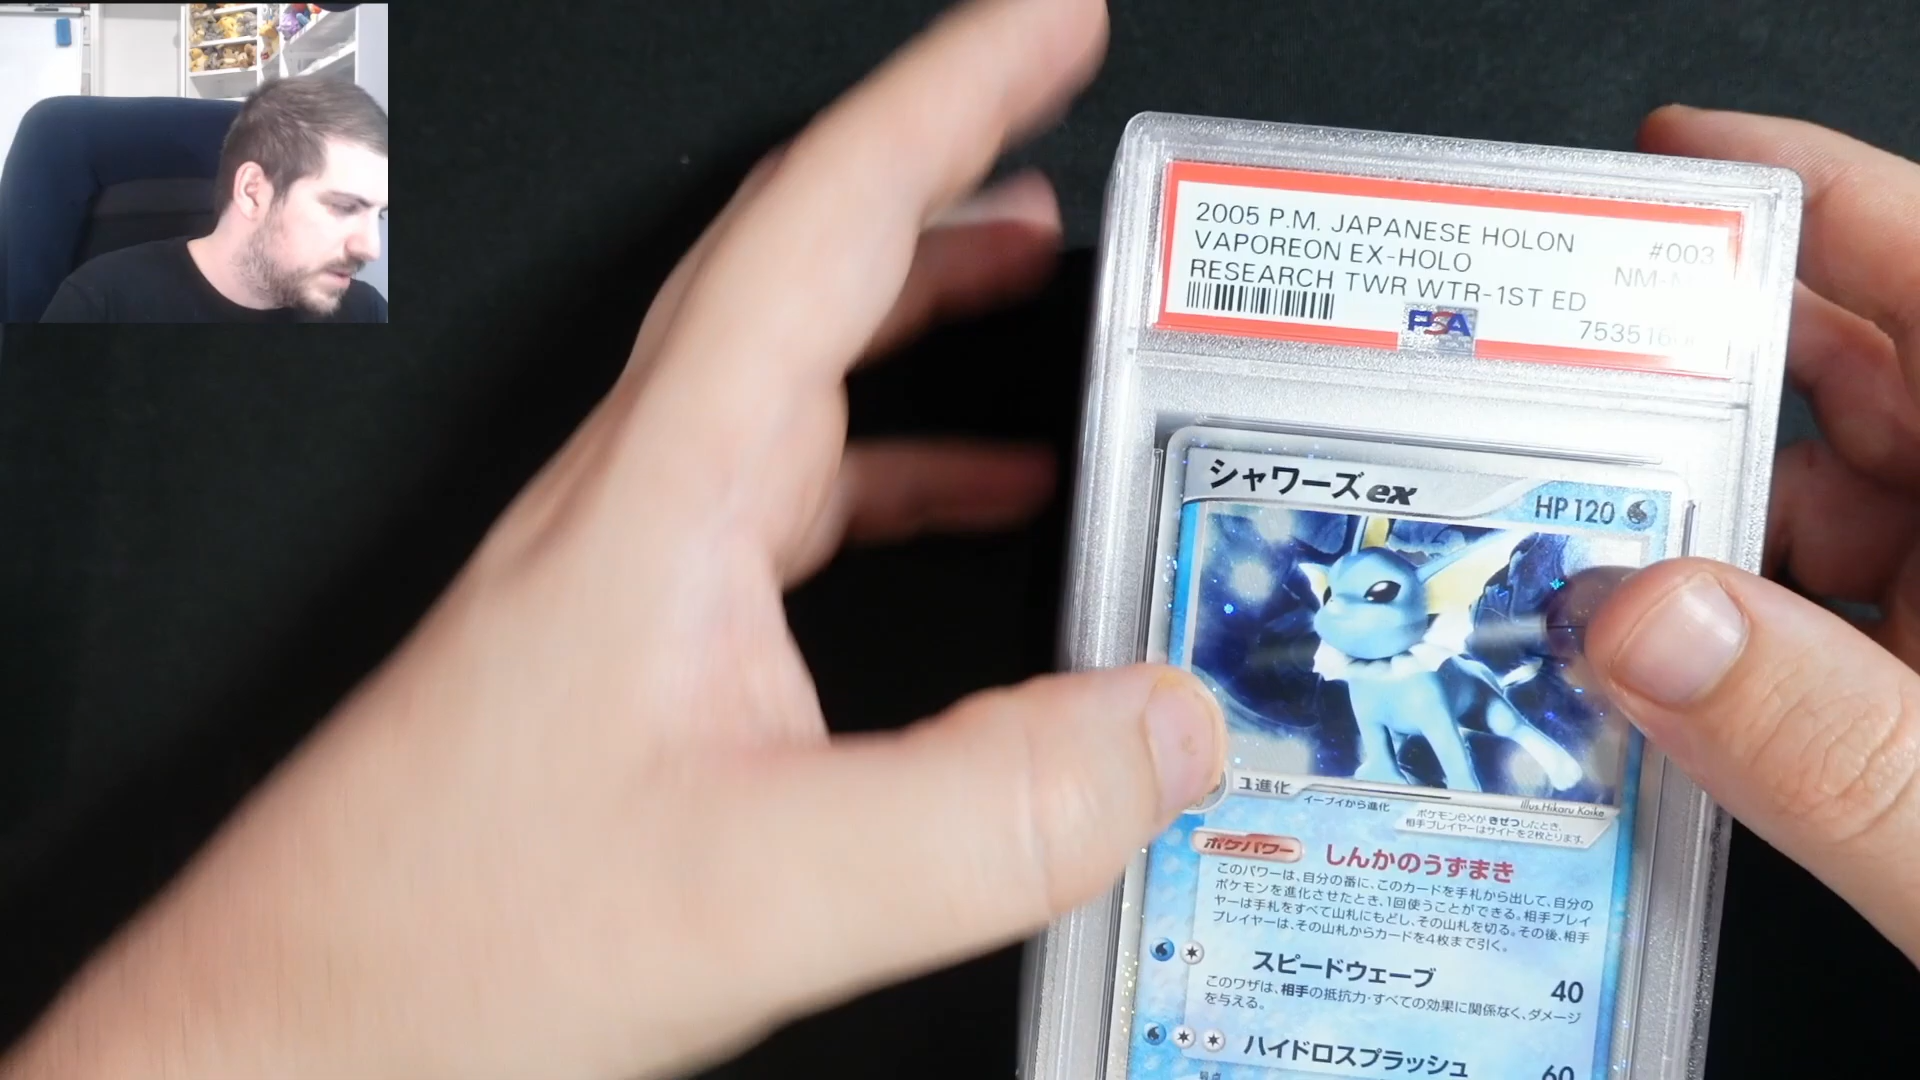 2005 P.M. JAPANESE HOLON
VAPOREON EX-HOLO
RESEARCH TWR WTR-1ST ED
#003
PSA
シャワーズex
HP 120
1進化
イーブイから進化
Illus. Hikaru Koike
ポケモンexが きぜつしたとき、
相手プレイヤーはサイドを2枚とります。
ポケパワー しんかのうずまき
このパワーは、自分の番に、このカードを手札から出して、自分の
ポケモンを進化させたとき、1回使うことができる。相手プレイ
ヤーは手札をすべて山札にもどし、その山札を切る。その後、相手
プレイヤーは、その山札からカードを4枚まで引く。
スピードウェーブ 40
このワザは、相手の抵抗力・すべての効果に関係なく、ダメージ
を与える。
ハイドロスプラッシュ 60
弱点